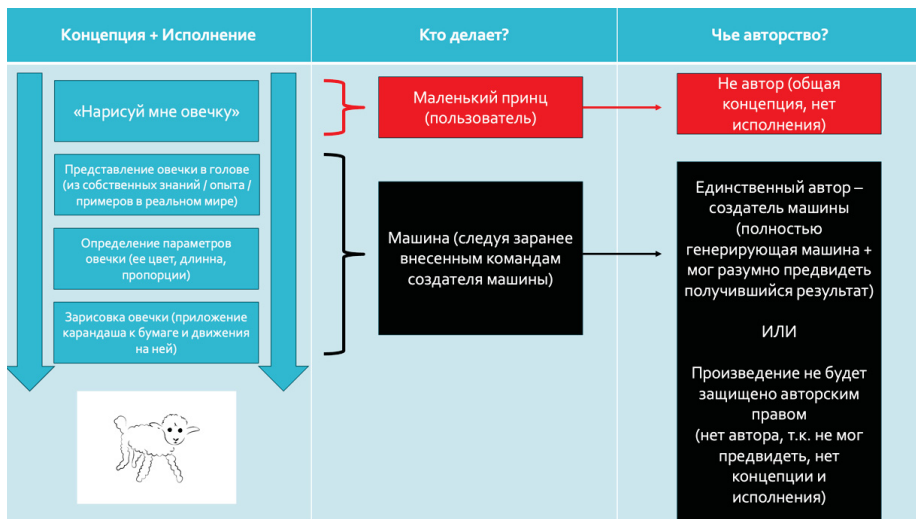 Концепция + Исполнение
Кто делает?
Чье авторство?
«Нарисуй мне овечку»
Маленький принц
(пользователь)
Не автор (общая
концепция, нет
исполнения)
Представление овечки в голове
(из собственных знаний / опыта /
примеров в реальном мире)
Определение параметров
овечки (ее цвет, длинна,
пропорции)
Зарисовка овечки (приложение
карандаша к бумаге и движения
на ней)
Машина (следуя заранее
внесенным командам
создателя машины)
Единственный автор –
создатель машины
(полностью
генерирующая машина +
мог разумно предвидеть
получившийся результат)
ИЛИ
Произведение не будет
защищено авторским
правом
(нет автора, т.к. не мог
предвидеть, нет
концепции и
исполнения)